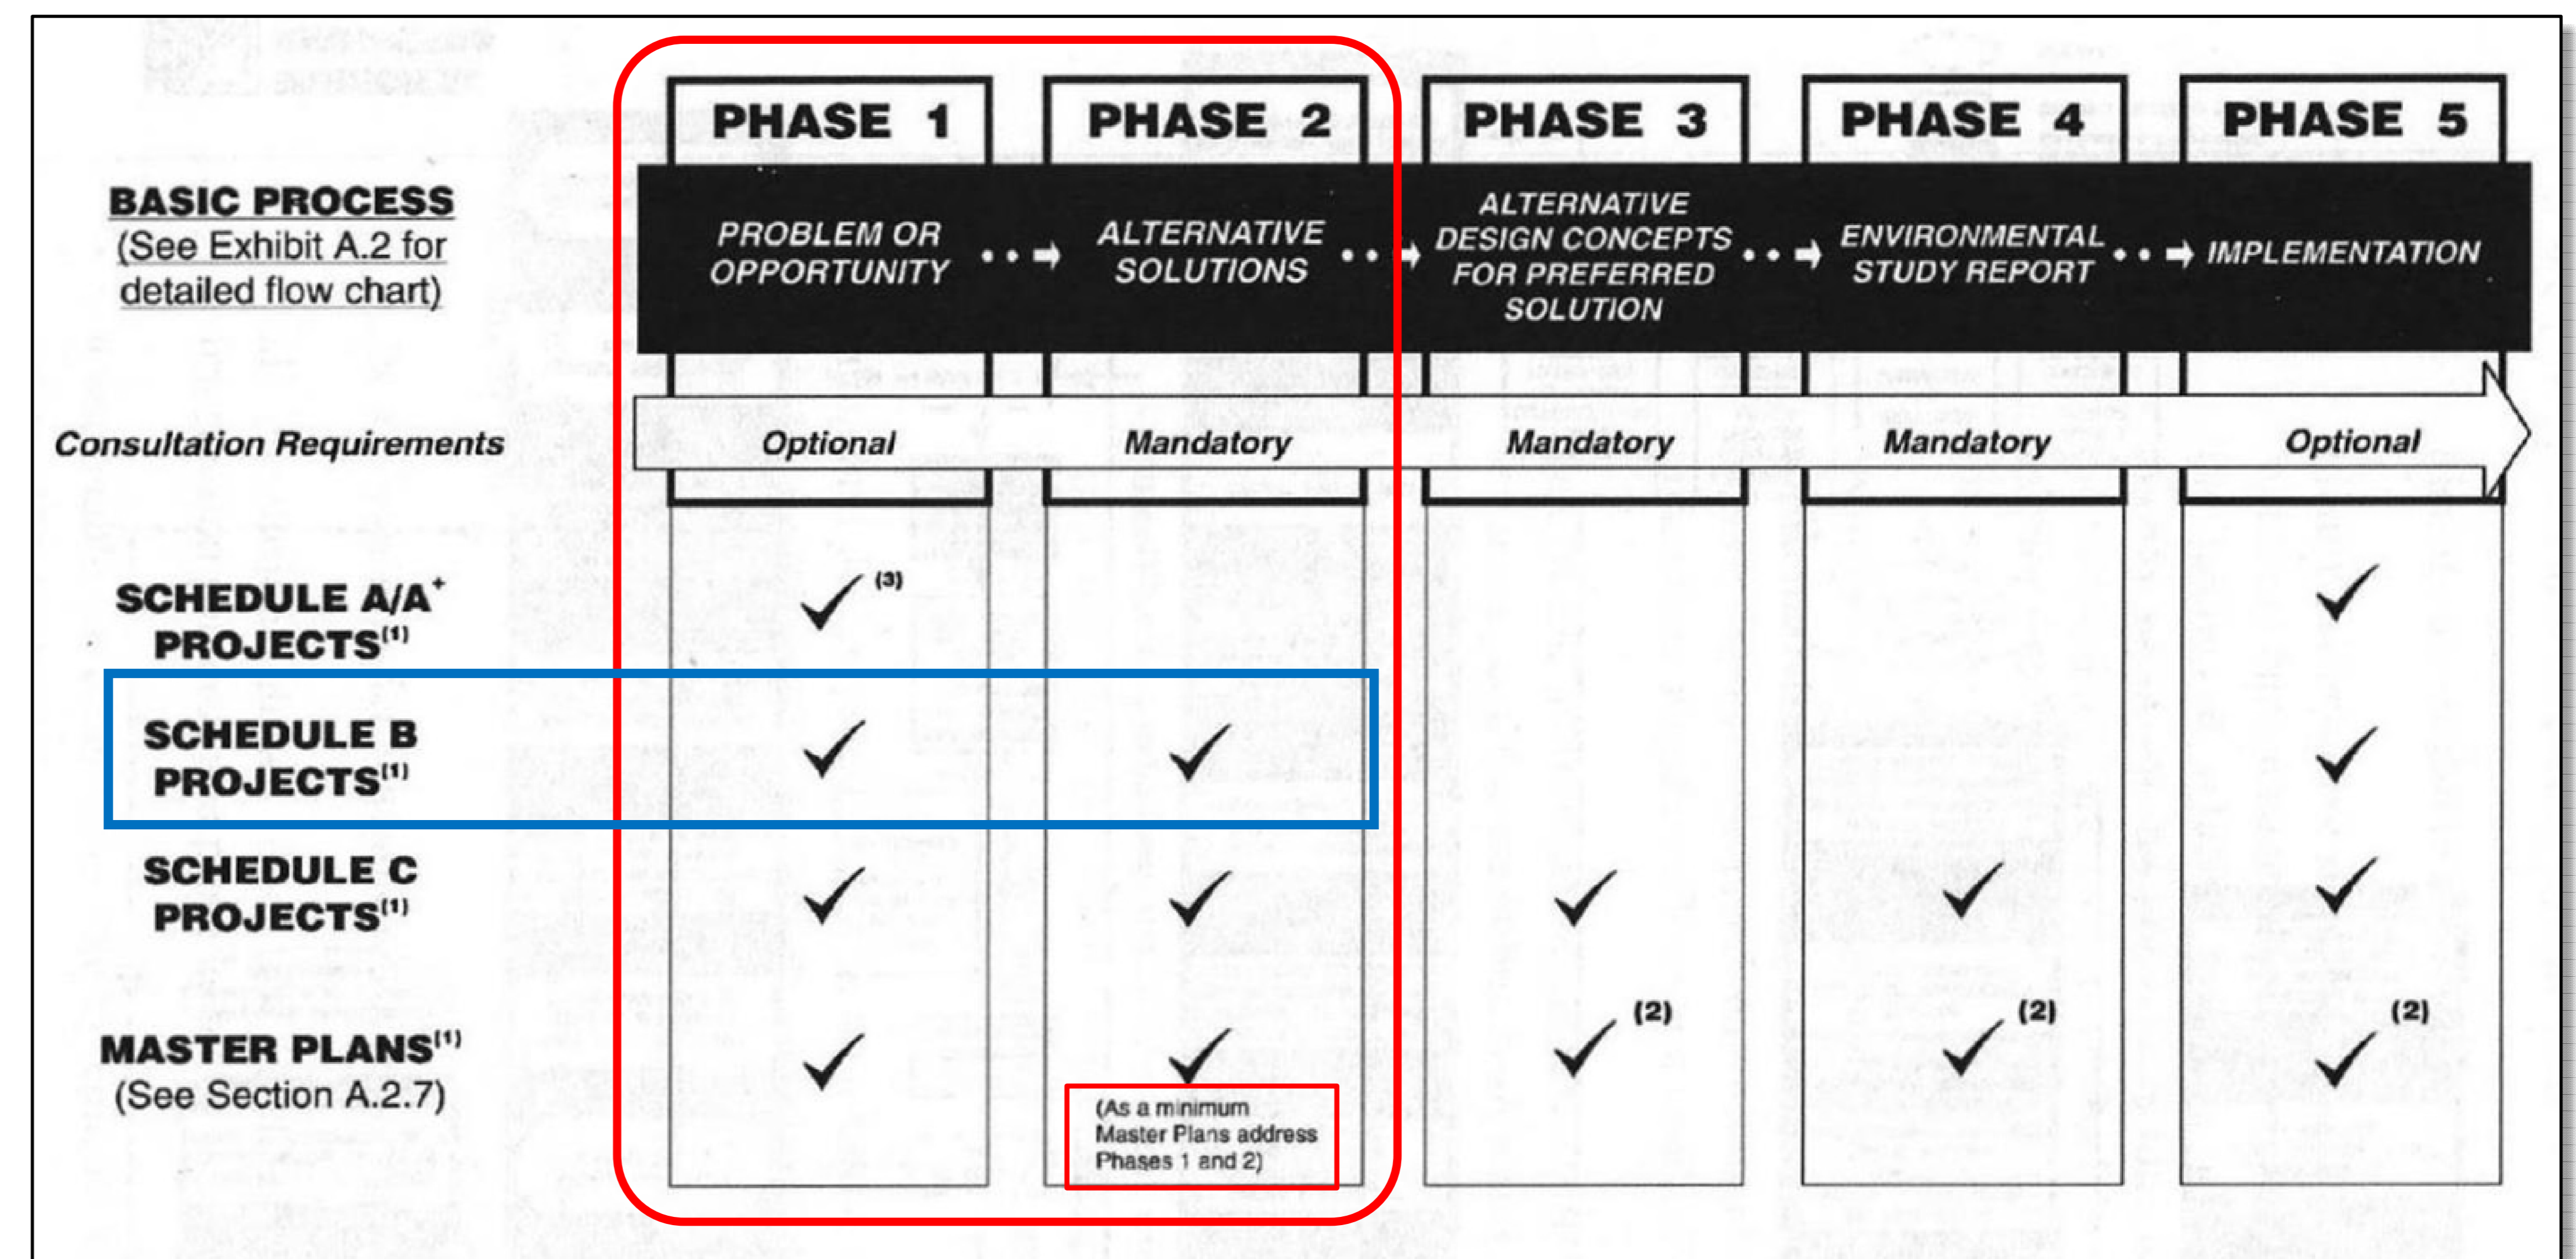 PHASE 1
PHASE 2
PHASE 3
PHASE 4
PHASE 5
BASIC PROCESS
(See Exhibit A.2 for
detailed flow chart)
PROBLEM OR
OPPORTUNITY
ALTERNATIVE
SOLUTIONS
ALTERNATIVE
DESIGN CONCEPTS
FOR PREFERRED
SOLUTION
ENVIRONMENTAL
STUDY REPORT
IMPLEMENTATION
Consultation Requirements
Optional
Mandatory
Mandatory
Mandatory
Optional
SCHEDULE A/A+
PROJECTS(1)
✓(3)
✓
SCHEDULE B
PROJECTS(1)
✓
✓
✓
SCHEDULE C
PROJECTS(1)
✓
✓
✓
✓
✓
MASTER PLANS(1)
(See Section A.2.7)
✓
✓
(As a minimum
Master Plans address
Phases 1 and 2)
✓(2)
✓(2)
✓(2)